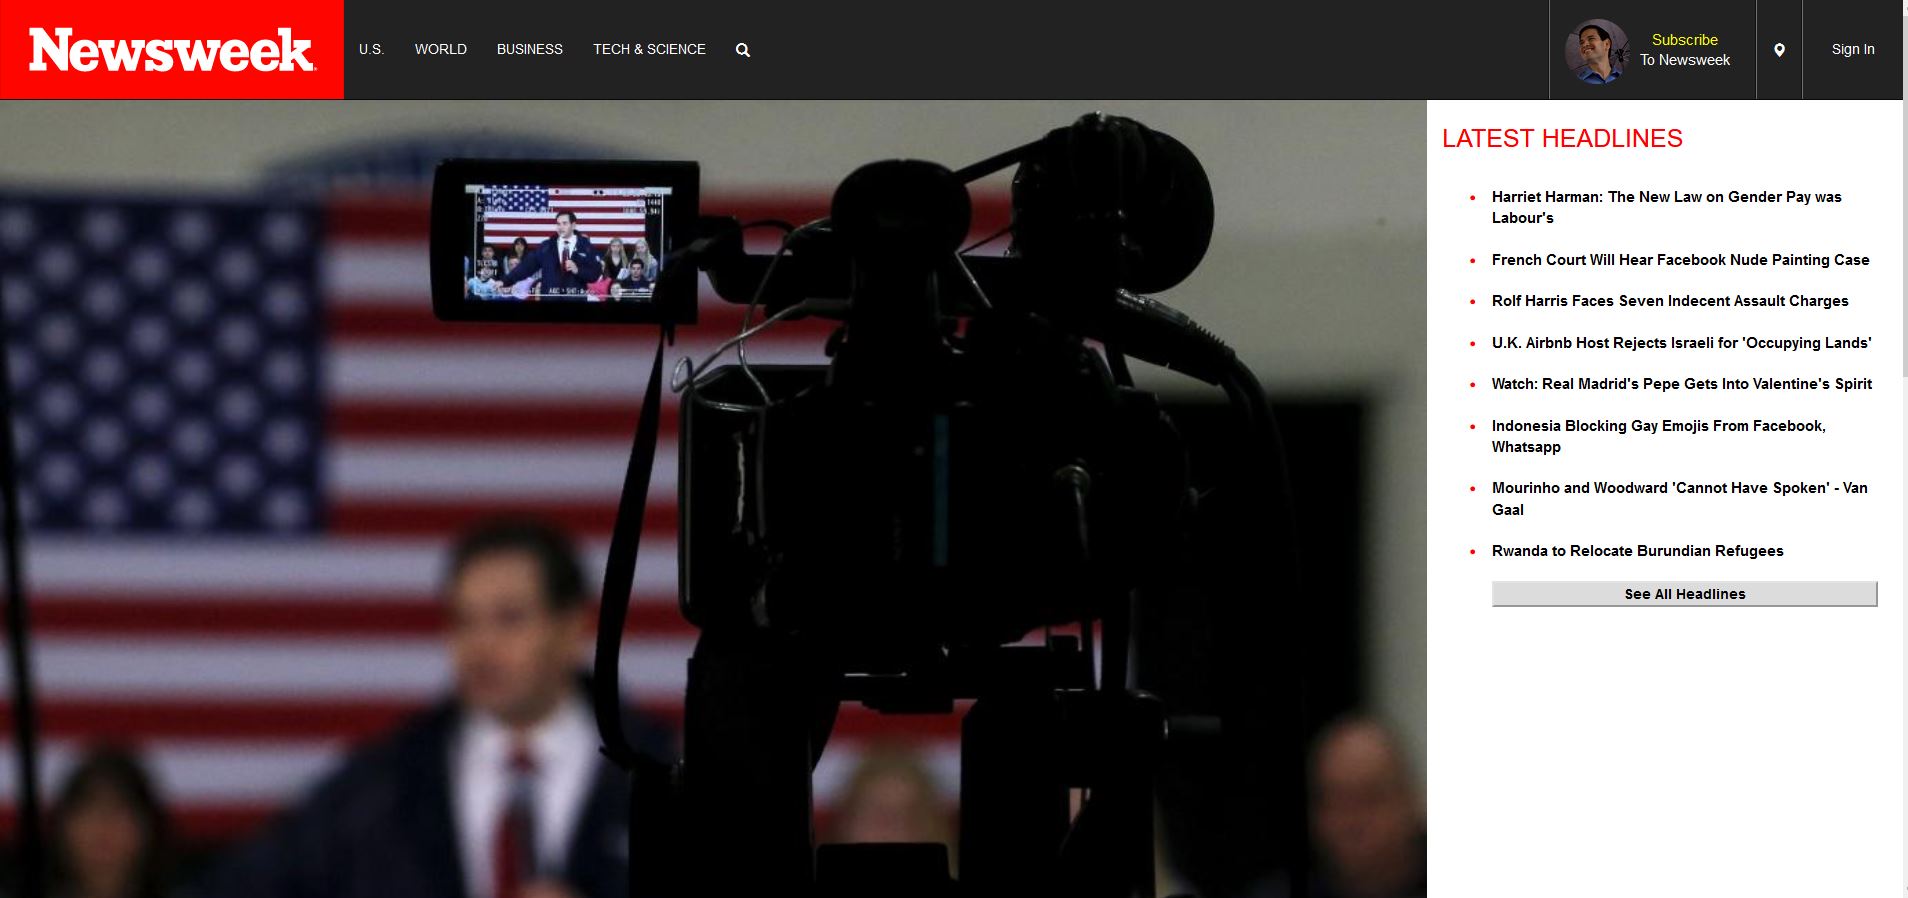 Newsweek
U.S.
WORLD
BUSINESS
TECH & SCIENCE
Subscribe
To Newsweek
Sign In
LATEST HEADLINES
Harriet Harman: The New Law on Gender Pay was
Labour's
French Court Will Hear Facebook Nude Painting Case
Rolf Harris Faces Seven Indecent Assault Charges
U.K. Airbnb Host Rejects Israeli for 'Occupying Lands'
Watch: Real Madrid's Pepe Gets Into Valentine's Spirit
Indonesia Blocking Gay Emojis From Facebook,
Whatsapp
Mourinho and Woodward 'Cannot Have Spoken' - Van
Gaal
Rwanda to Relocate Burundian Refugees
See All Headlines